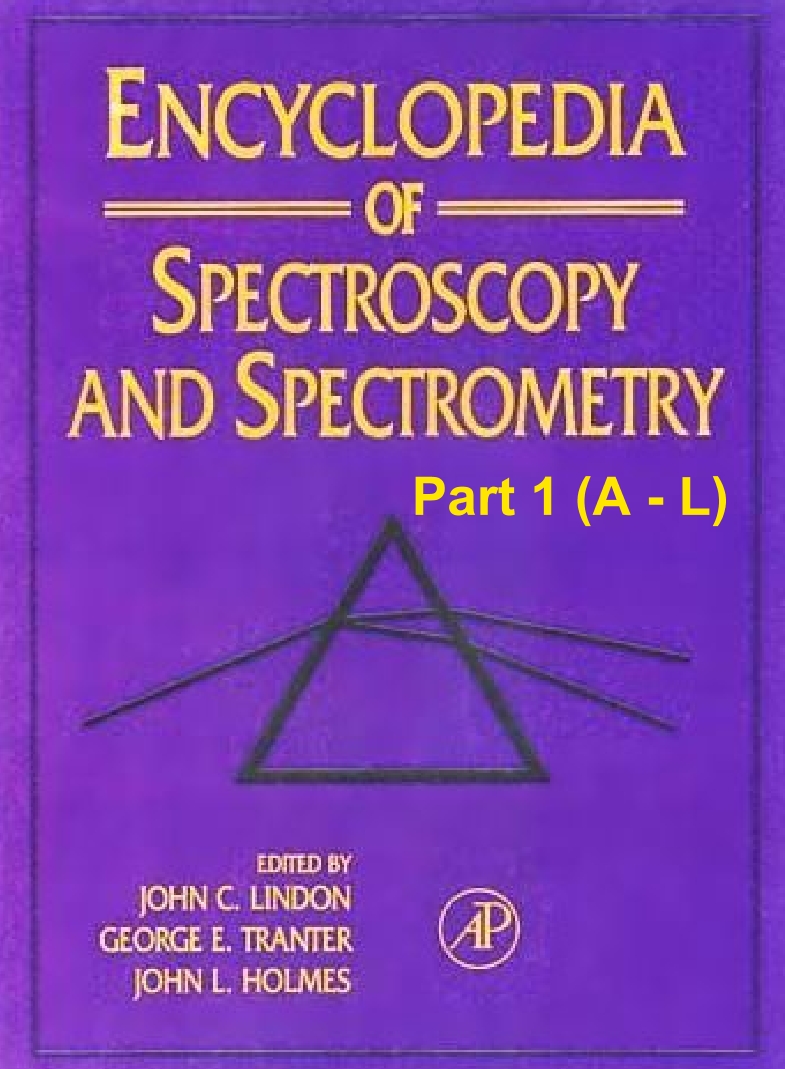 ENCYCLOPEDIA
OF
SPECTROSCOPY
AND SPECTROMETRY
Part 1 (A - L)
EDITED BY
JOHN C. LINDON
GEORGE E. TRANTER
JOHN L. HOLMES
AP